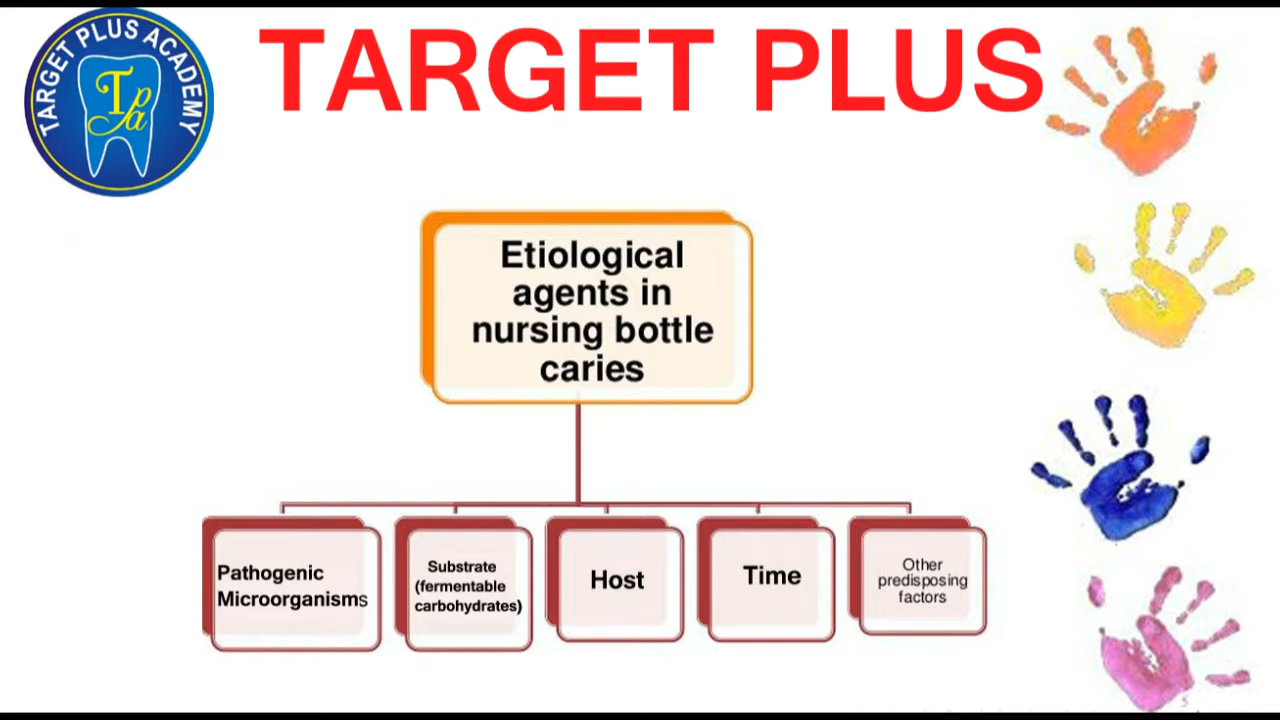 TARGET PLUS ACADEMY
Tpa
TARGET PLUS
Etiological
agents in
nursing bottle
caries
Pathogenic
Microorganisms
Substrate
(fermentable
carbohydrates)
Host
Time
Other
predisposing
factors